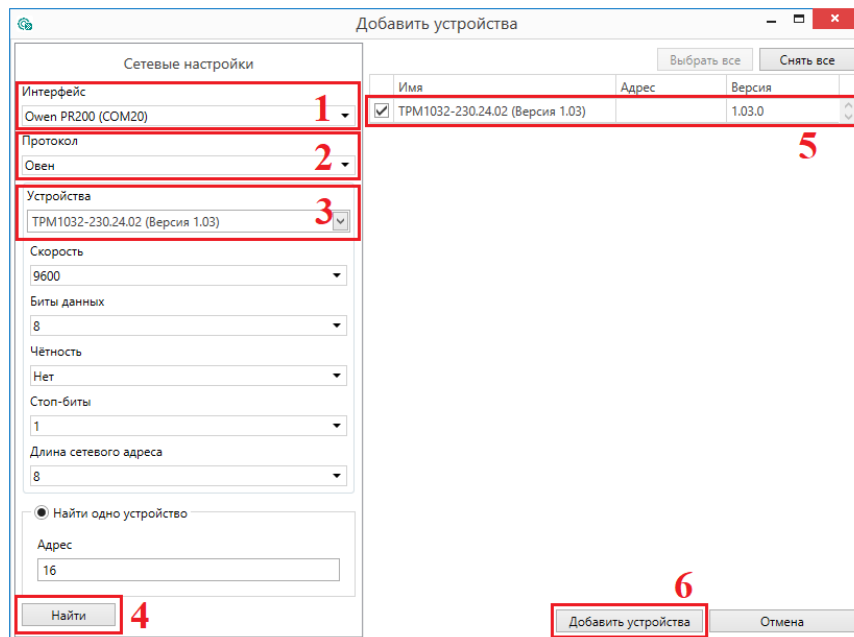 Добавить устройства
Сетевые настройки
Интерфейс
Owen PR200 (COM20)
1
Протокол
Овен
2
Устройства
ТРМ1032-230.24.02 (Версия 1.03)
3
Скорость
9600
Биты данных
8
Чётность
Нет
Стоп-биты
1
Длина сетевого адреса
8
Найти одно устройство
Адрес
16
Найти
4
Выбрать все Снять все
Имя Адрес Версия
ТРМ1032-230.24.02 (Версия 1.03) 1.03.0
5
6
Добавить устройства Отмена